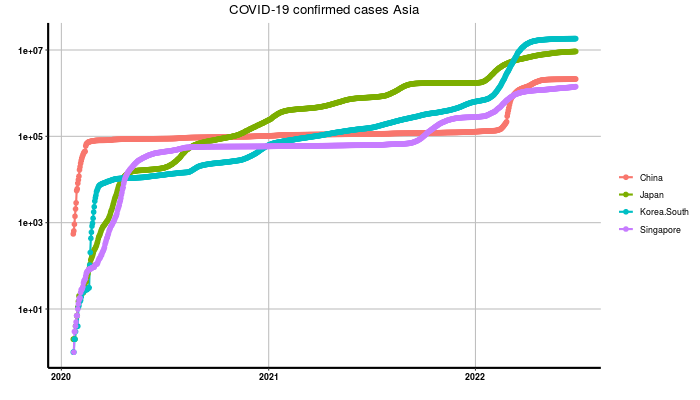 COVID-19 confirmed cases Asia
1e+07
1e+05
1e+03
1e+01
2020 2021 2022
China
Japan
Korea.South
Singapore